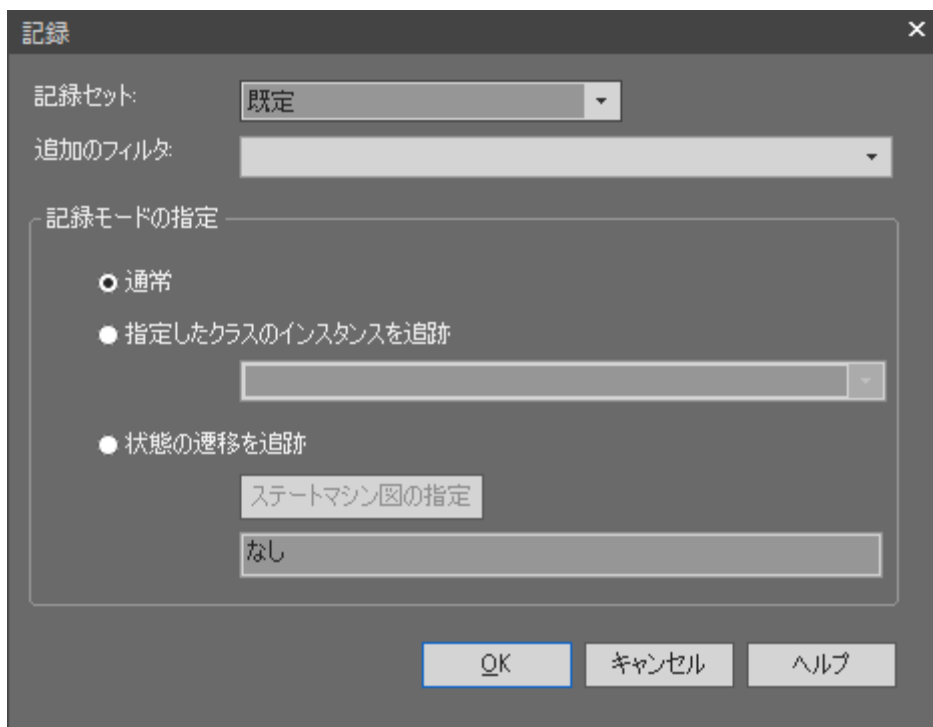 記録
記録セット:
既定
追加のフィルタ:
記録モードの指定
通常
指定したクラスのインスタンスを追跡
状態の遷移を追跡
ステートマシン図の指定
なし
OK キャンセル ヘルプ